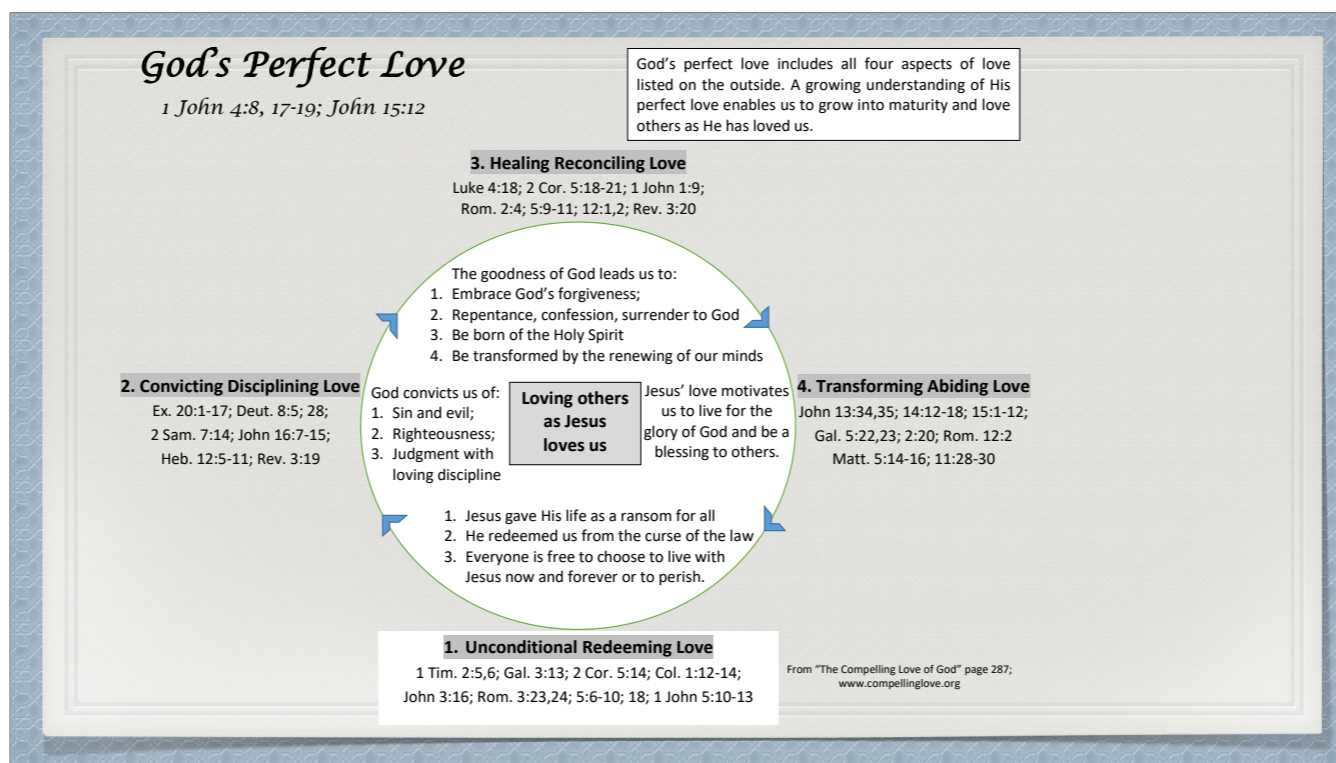 God's Perfect Love
1 John 4:8, 17-19; John 15:12
God's perfect love includes all four aspects of love
listed on the outside. A growing understanding of His
perfect love enables us to grow into maturity and love
others as He has loved us.
3. Healing Reconciling Love
Luke 4:18; 2 Cor. 5:18-21; 1 John 1:9;
Rom. 2:4; 5:9-11; 12:1,2; Rev. 3:20
The goodness of God leads us to:
1. Embrace God's forgiveness;
2. Repentance, confession, surrender to God
3. Be born of the Holy Spirit
4. Be transformed by the renewing of our minds
2. Convicting Disciplining Love
Ex. 20:1-17; Deut. 8:5; 28;
2 Sam. 7:14; John 16:7-15;
Heb. 12:5-11; Rev. 3:19
God convicts us of:
1. Sin and evil;
2. Righteousness;
3. Judgment with
loving discipline
Loving others
as Jesus
loves us
Jesus' love motivates
us to live for the
glory of God and be a
blessing to others.
4. Transforming Abiding Love
John 13:34,35; 14:12-18; 15:1-12;
Gal. 5:22,23; 2:20; Rom. 12:2
Matt. 5:14-16; 11:28-30
1. Jesus gave His life as a ransom for all
2. He redeemed us from the curse of the law
3. Everyone is free to choose to live with
Jesus now and forever or to perish.
1. Unconditional Redeeming Love
1 Tim. 2:5,6; Gal. 3:13; 2 Cor. 5:14; Col. 1:12-14;
John 3:16; Rom. 3:23,24; 5:6-10; 18; 1 John 5:10-13
From "The Compelling Love of God" page 287;
www.compellinglove.org